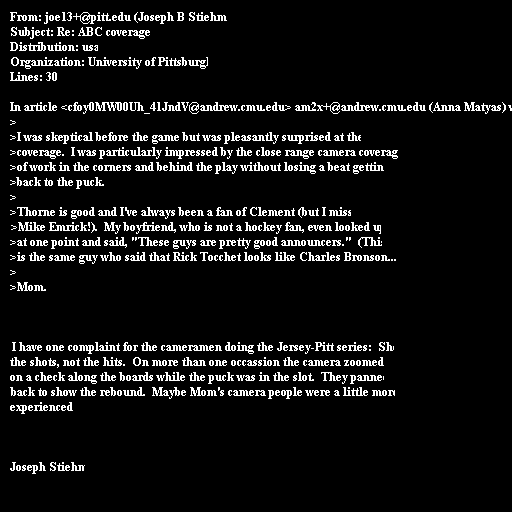 From: joe13+@pitt.edu (Joseph B Stiehm
Subject: Re: ABC coverage
Distribution: usa
Organization: University of Pittsburgh
Lines: 30
In article <cfoy0MW00Uh_41JndV@andrew.cmu.edu> am2x+@andrew.cmu.edu (Anna Matyas)
>
>I was skeptical before the game but was pleasantly surprised at the
>coverage.  I was particularly impressed by the close range camera coverag
>of work in the corners and behind the play without losing a beat gettin
>back to the puck.
>
>Thorne is good and I've always been a fan of Clement (but I miss
>Mike Emrick!).  My boyfriend, who is not a hockey fan, even looked up
>at one point and said, "These guys are pretty good announcers."  (This
>is the same guy who said that Rick Tocchet looks like Charles Bronson...
>
>Mom.
I have one complaint for the cameramen doing the Jersey-Pitt series:  Sho
the shots, not the hits.  On more than one occassion the camera zoomed
on a check along the boards while the puck was in the slot.  They panned
back to show the rebound.  Maybe Mom's camera people were a little more
experienced
Joseph Stiehm